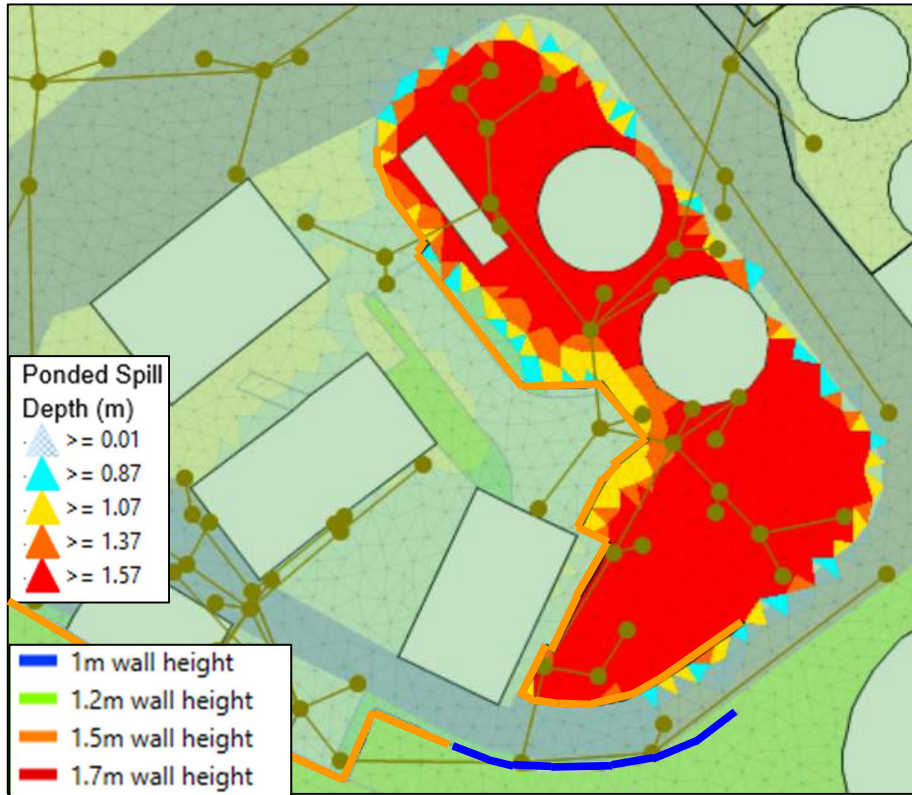 Ponded Spill
Depth (m)
>= 0.01
>= 0.87
>= 1.07
>= 1.37
>= 1.57
1m wall height
1.2m wall height
1.5m wall height
1.7m wall height